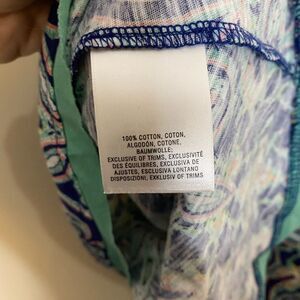 100% COTTON, COTON,
ALGODÓN, COTONE,
BAUMWOLLE;
EXCLUSIVE OF TRIMS, EXCLUSIVITÉ
DES ÉQUILIBRES, EXCLUSIVA DE
AJUSTES, ESCLUSIVA LONTANO
DISPOSIZIONI, EXKLUSIV OF TRIMS